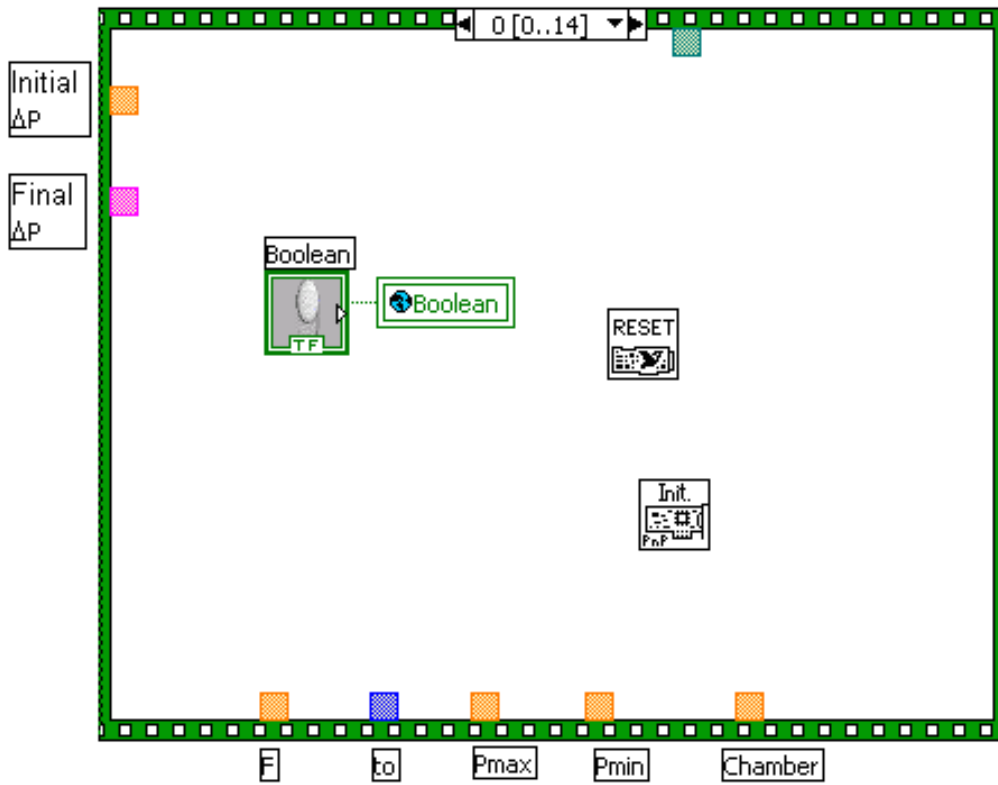 0 [0..14]
Initial
ΔP
Final
ΔP
Boolean
TF
Boolean
RESET
Init.
PnP
F
to
Pmax
Pmin
Chamber